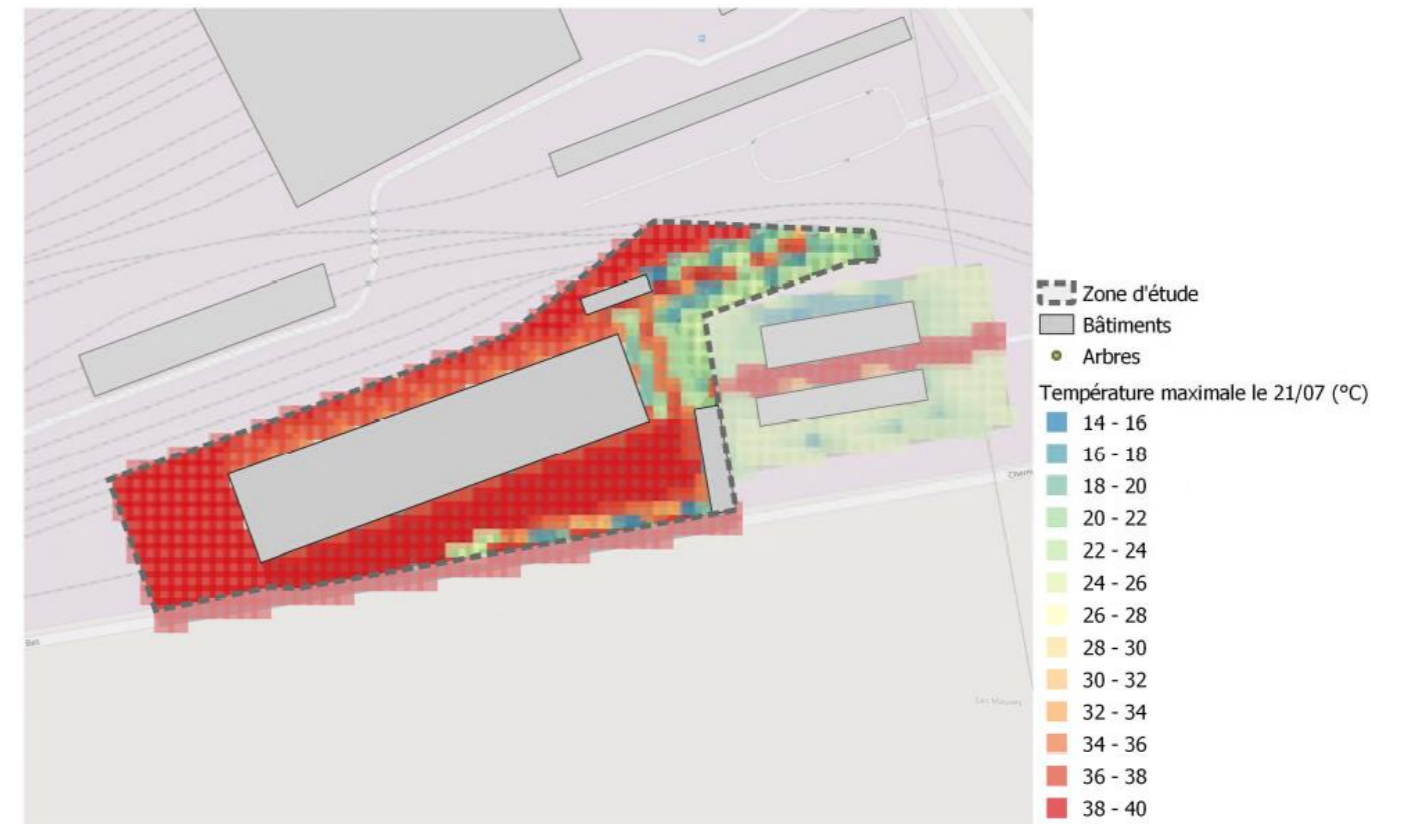 Zone d'étude
Bâtiments
Arbres
Température maximale le 21/07 (°C)
14 - 16
16 - 18
18 - 20
20 - 22
22 - 24
24 - 26
26 - 28
28 - 30
30 - 32
32 - 34
34 - 36
36 - 38
38 - 40
Bas